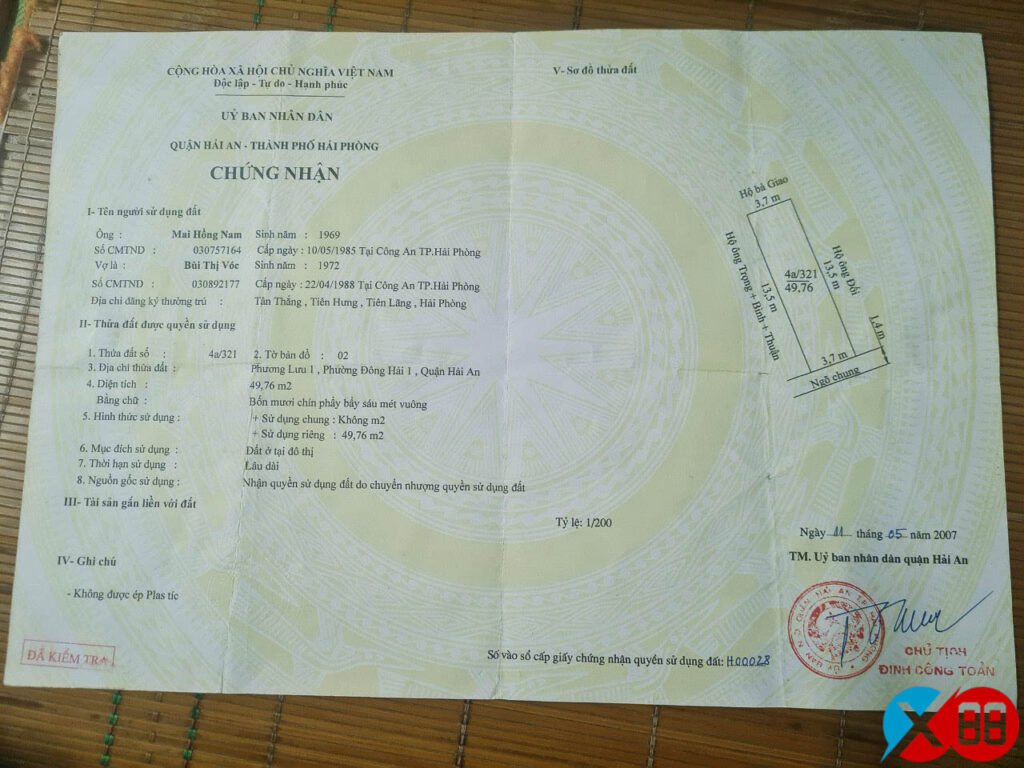 CỘNG HÒA XÃ HỘI CHỦ NGHĨA VIỆT NAM
Độc lập - Tự do - Hạnh phúc
UỶ BAN NHÂN DÂN
QUẬN HẢI AN - THÀNH PHỐ HẢI PHÒNG
CHỨNG NHẬN
I- Tên người sử dụng đất
Ông : Mai Hồng Nam Sinh năm : 1969
Số CMTND : 030757164 Cấp ngày : 10/05/1985 Tại Công An TP.Hải Phòng
Vợ là : Bùi Thị Vóc Sinh năm : 1972
Số CMTND : 030892177 Cấp ngày : 22/04/1988 Tại Công An TP.Hải Phòng
Địa chỉ đăng ký thường trú : Tân Thắng , Tiên Hưng , Tiên Lãng , Hải Phòng
II- Thửa đất được quyền sử dụng
1. Thửa đất số : 4a/321 2. Tờ bản đồ : 02
3. Địa chỉ thửa đất : Phương Lưu 1 , Phường Đông Hải 1 , Quận Hải An
4. Diện tích : 49,76 m2
Bằng chữ : Bốn mươi chín phẩy bẩy sáu mét vuông
5. Hình thức sử dụng : + Sử dụng chung : Không m2
+ Sử dụng riêng : 49,76 m2
6. Mục đích sử dụng : Đất ở tại đô thị
7. Thời hạn sử dụng : Lâu dài
8. Nguồn gốc sử dụng : Nhận quyền sử dụng đất do chuyển nhượng quyền sử dụng đất
III- Tài sản gắn liền với đất
IV- Ghi chú
- Không được ép Plas tíc
ĐÃ KIỂM TRA
V- Sơ đồ thửa đất
Hộ bà Giao
3,7 m
Hộ ông Trọng + Bình + Thuận
13,5 m
4a/321
49,76
13,5 m
Hộ ông Đối
1,4 m
3,7 m
Ngõ chung
Tỷ lệ: 1/200
Ngày 11 tháng 05 năm 2007
TM. Uỷ ban nhân dân quận Hải An
CHỦ TỊCH
ĐINH CÔNG TOẢN
Số vào sổ cấp giấy chứng nhận quyền sử dụng đất: H00028
X88